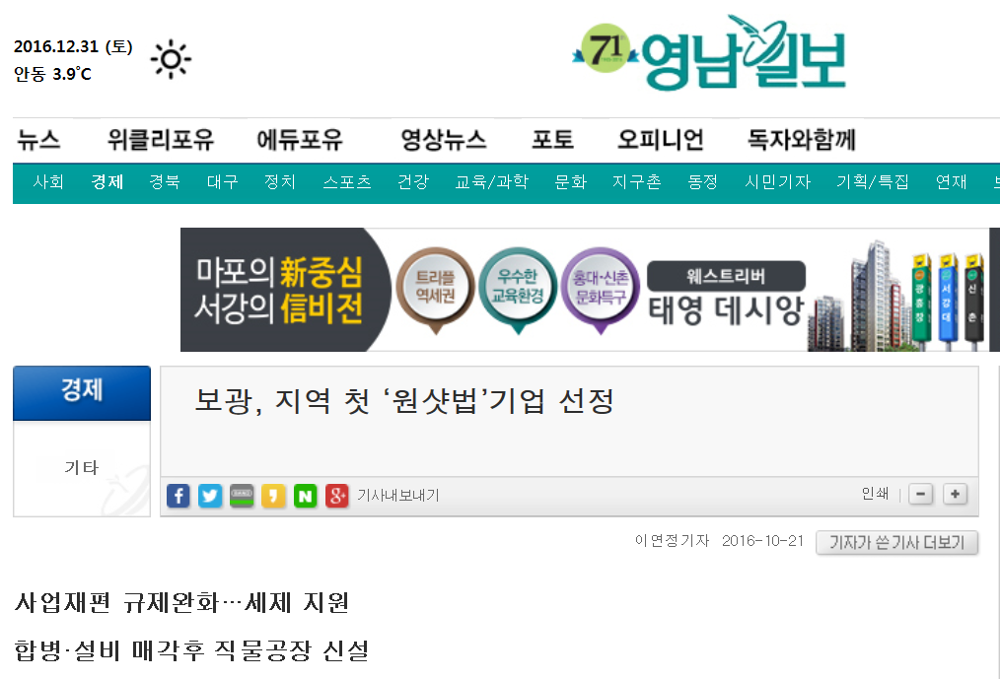 2016.12.31 (토)
안동 3.9℃
71
영남일보
뉴스 위클리포유 에듀포유 영상뉴스 포토 오피니언 독자와함께
사회 경제 경북 대구 정치 스포츠 건강 교육/과학 문화 지구촌 동정 시민기자 기획/특집 연재
마포의 新중심
서강의 信비전
트리플
역세권
우수한
교육환경
홍대·신촌
문화특구
웨스트리버
태영 데시앙
광흥창
서강대
신촌
경제
기타
보광, 지역 첫 ‘원샷법’기업 선정
기사내보내기
인쇄
이연정기자 2016-10-21 기자가 쓴 기사 더보기
사업재편 규제완화…세제 지원
합병·설비 매각후 직물공장 신설